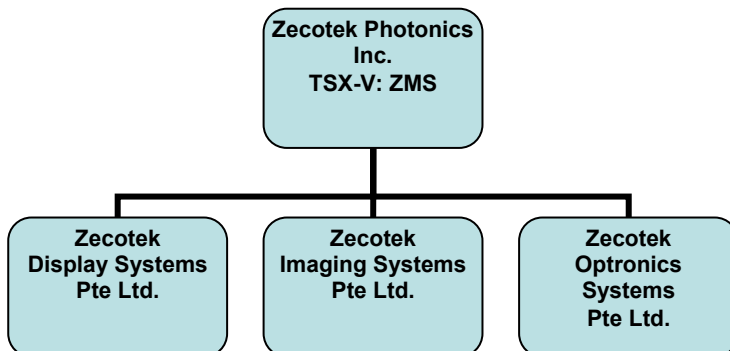 Zecotek Photonics
Inc.
TSX-V: ZMS
Zecotek
Display Systems
Pte Ltd.
Zecotek
Imaging Systems
Pte Ltd.
Zecotek
Optronics
Systems
Pte Ltd.